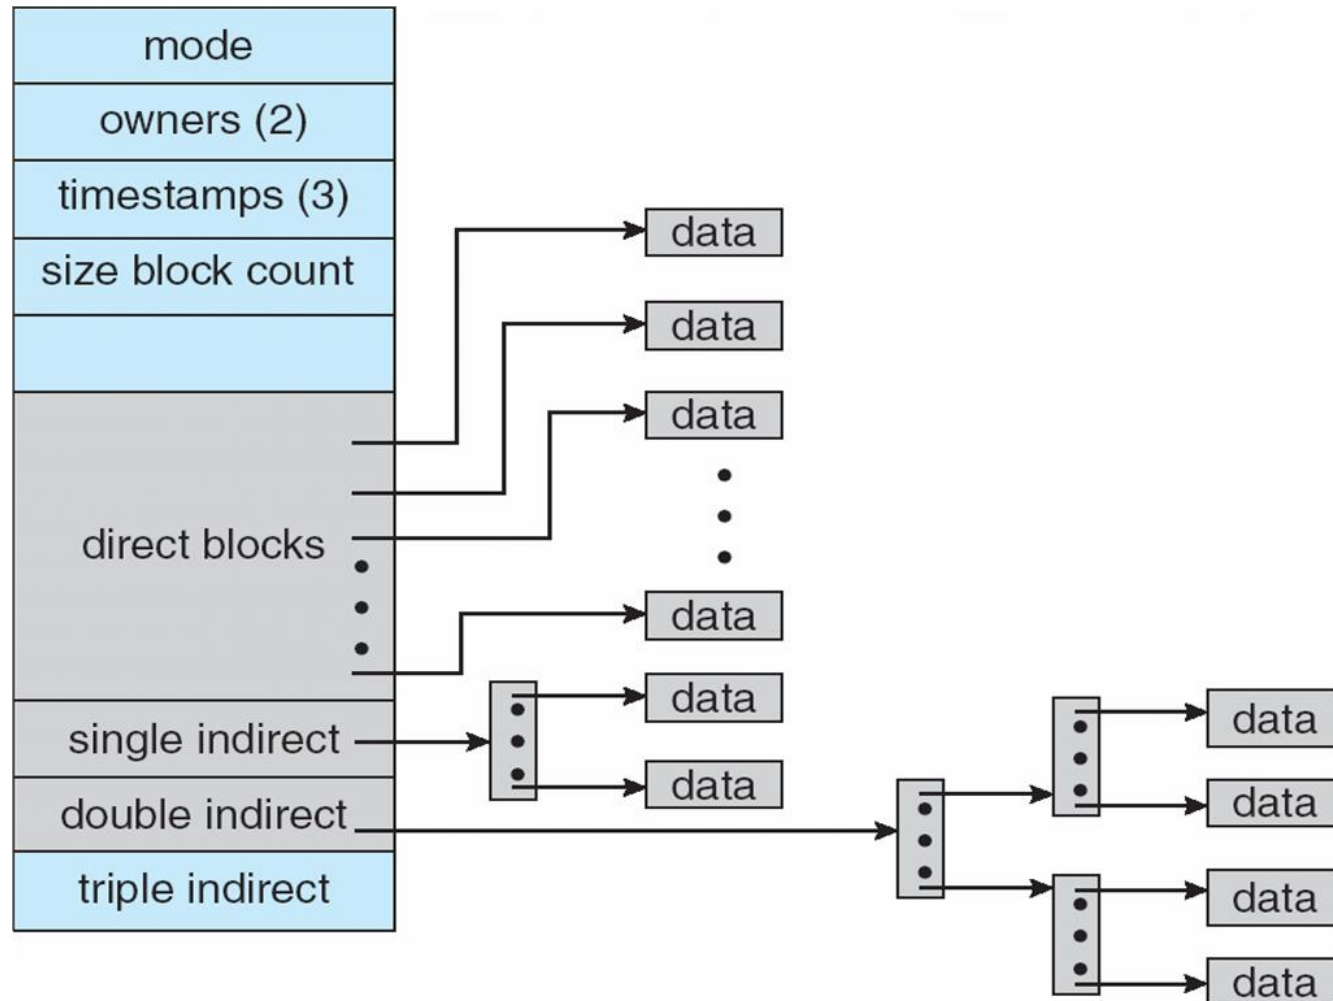 mode
owners (2)
timestamps (3)
size block count
data
data
data
direct blocks
data
data
single indirect
data
double indirect
triple indirect
data
data
data
data